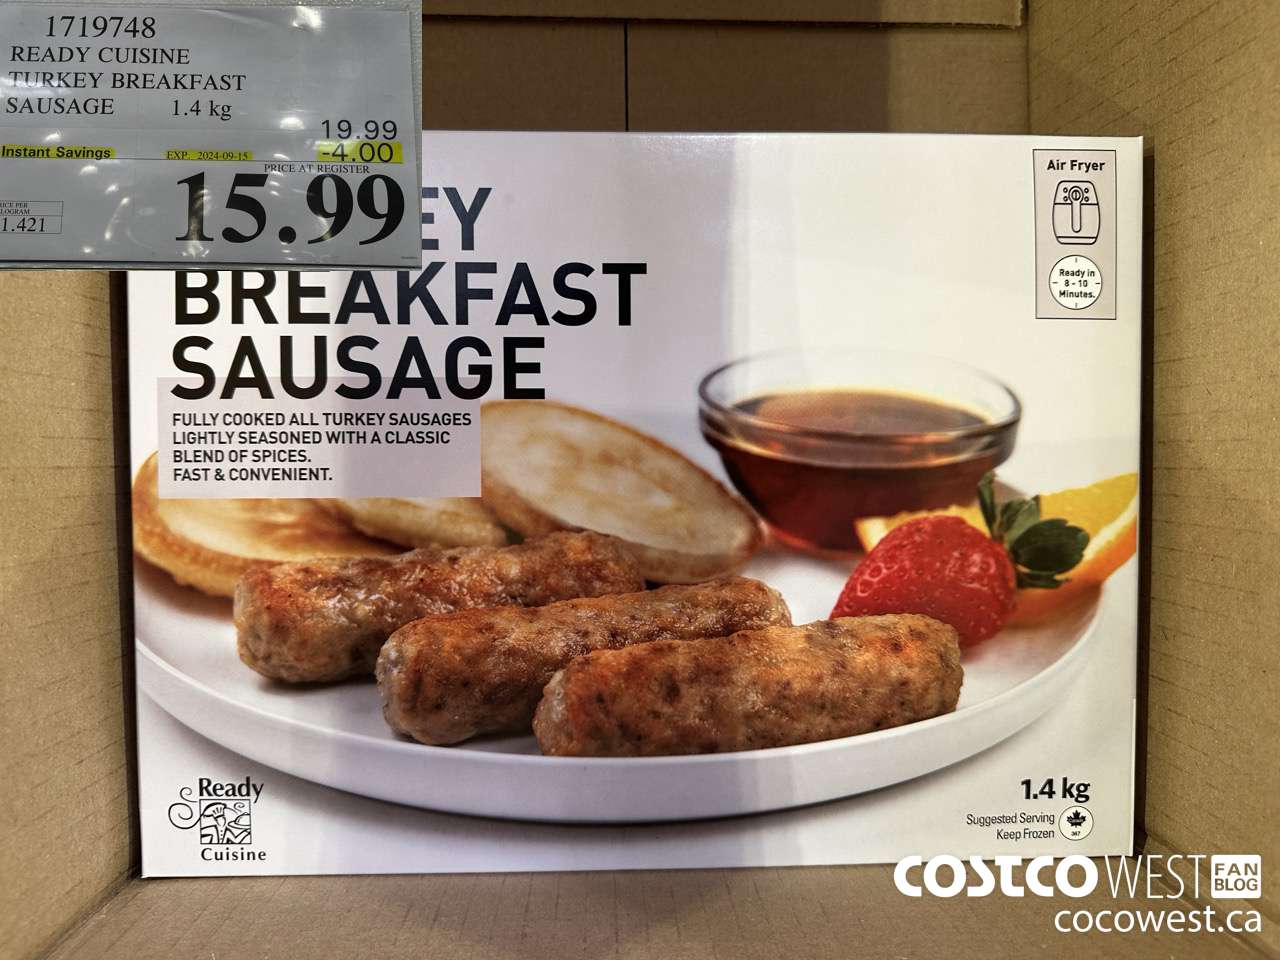 1719748
READY CUISINE
TURKEY BREAKFAST
SAUSAGE 1.4 kg
19.99
Instant Savings EXP. 2024-09-15 -4.00
PRICE AT REGISTER
15.99
1.421
EY
BREAKFAST
SAUSAGE
FULLY COOKED ALL TURKEY SAUSAGES
LIGHTLY SEASONED WITH A CLASSIC
BLEND OF SPICES.
FAST & CONVENIENT.
Air Fryer
Ready in
8 - 10
Minutes.
Ready
Cuisine
1.4 kg
Suggested Serving
Keep Frozen
367
COSTCO WEST FAN BLOG
cocowest.ca